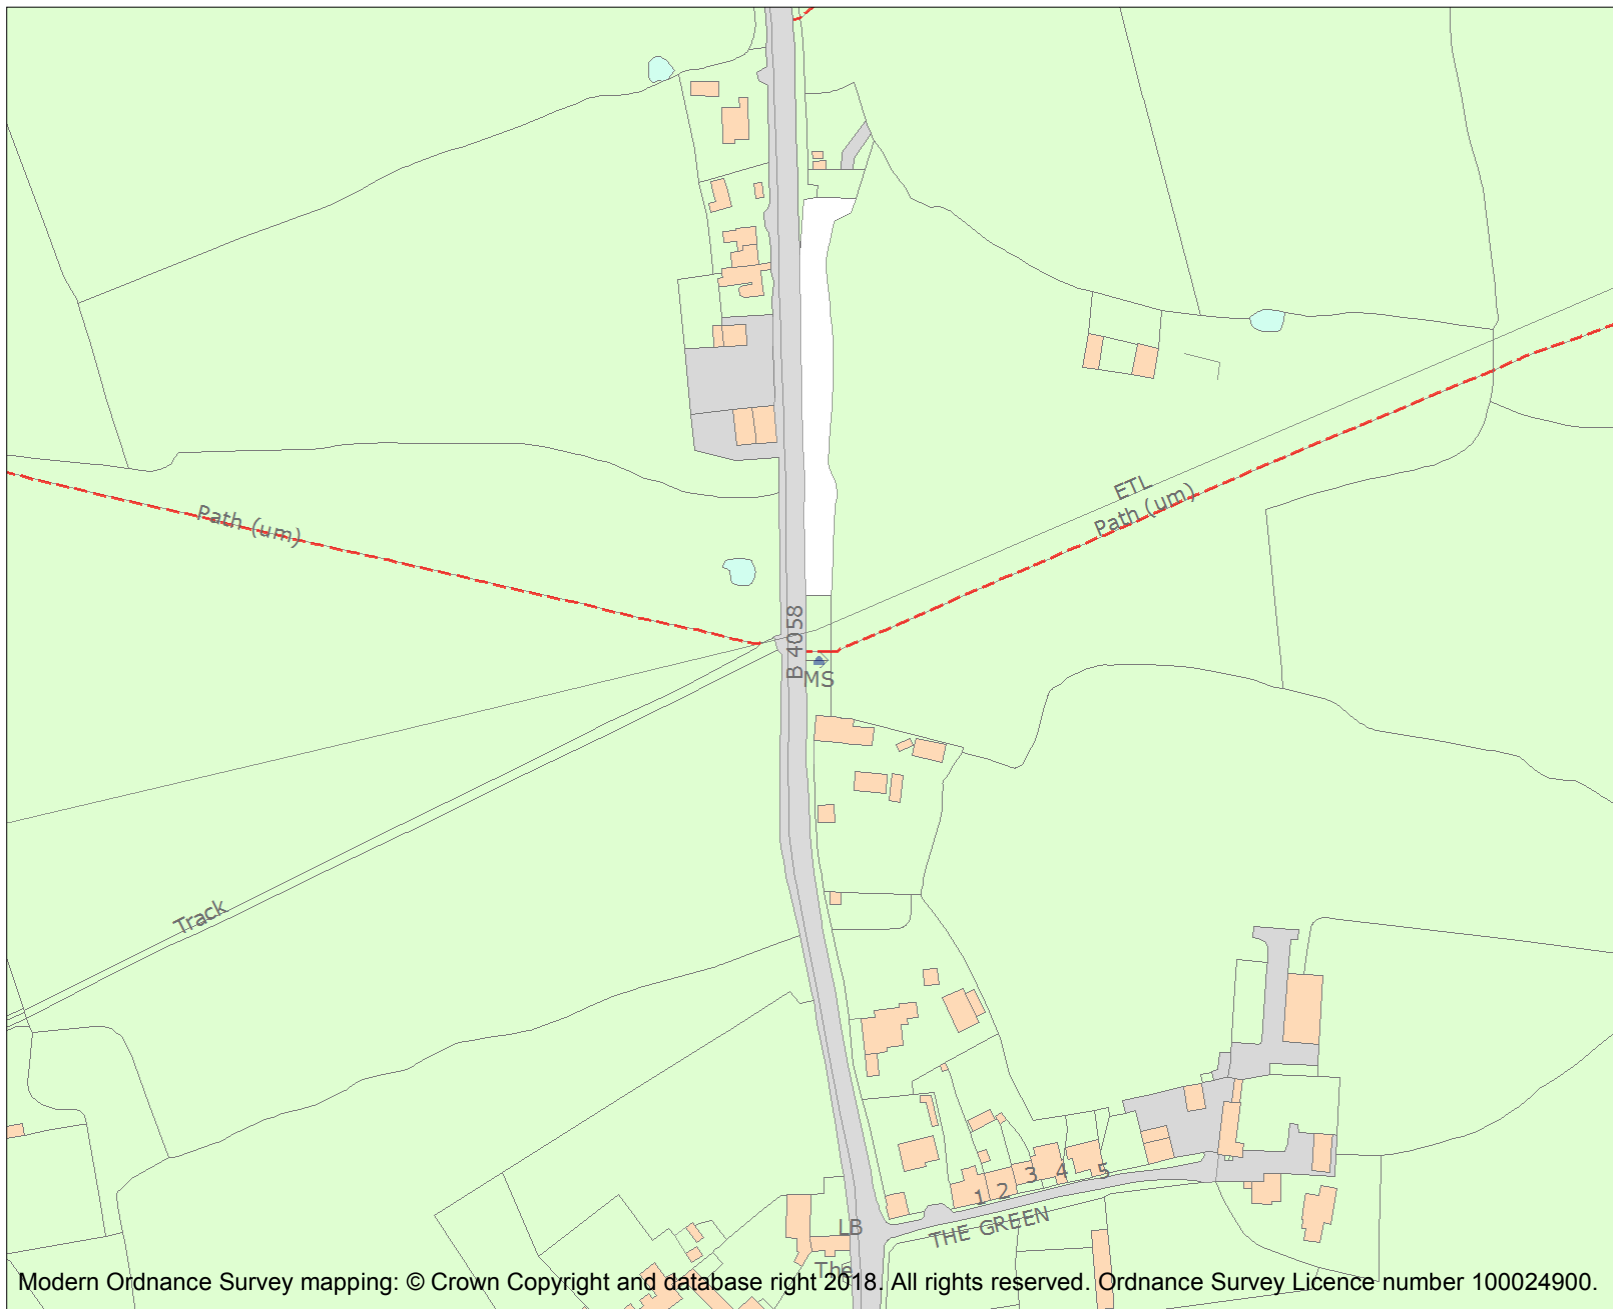 ETL
Path (um)
Path (um)
B 4058
MS
Track
1 2 3 4 5
THE GREEN
LB
The
Modern Ordnance Survey mapping: © Crown Copyright and database right 2018. All rights reserved. Ordnance Survey Licence number 100024900.